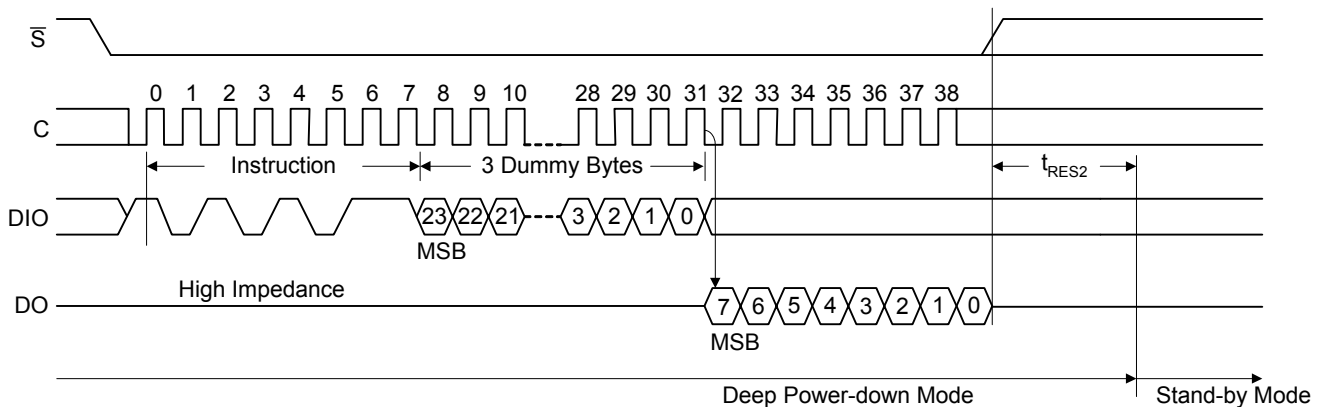 S
0 1 2 3 4 5 6 7 8 9 10 28 29 30 31 32 33 34 35 36 37 38
C
Instruction 3 Dummy Bytes tRES2
DIO 23 22 21 3 2 1 0
MSB
High Impedance
DO 7 6 5 4 3 2 1 0
MSB
Deep Power-down Mode Stand-by Mode